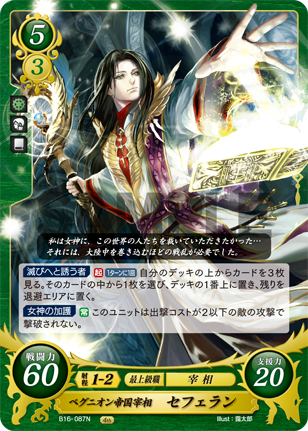 5
3
私は女神に、この世界の人たちを裁いていただきたかった…
それには、大陸中を巻き込むほどの戦乱が必要でした。
滅びへと誘う者 起 1ターンに1回 自分のデッキの上からカードを3枚
見る。そのカードの中から1枚を選び、デッキの1番上に置き、残り
を退避エリアに置く。
女神の加護 常 このユニットは出撃コストが2以下の敵の攻撃で
撃破されない。
戦闘力 60 射程 1-2 最上級職 宰相 支援力 20
ベグニオン帝国宰相 セフェラン
B16-087N Illust:霜太郎